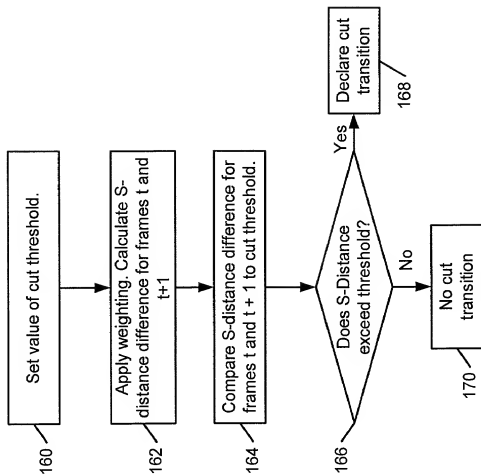 Set value of cut threshold.
160
Apply weighting. Calculate S-
distance difference for frames t and
t+1
162
Compare S-distance difference for
frames t and t + 1 to cut threshold.
164
Does S-Distance
exceed threshold?
166
Yes
Declare cut
transition
168
No
No cut
transition
170